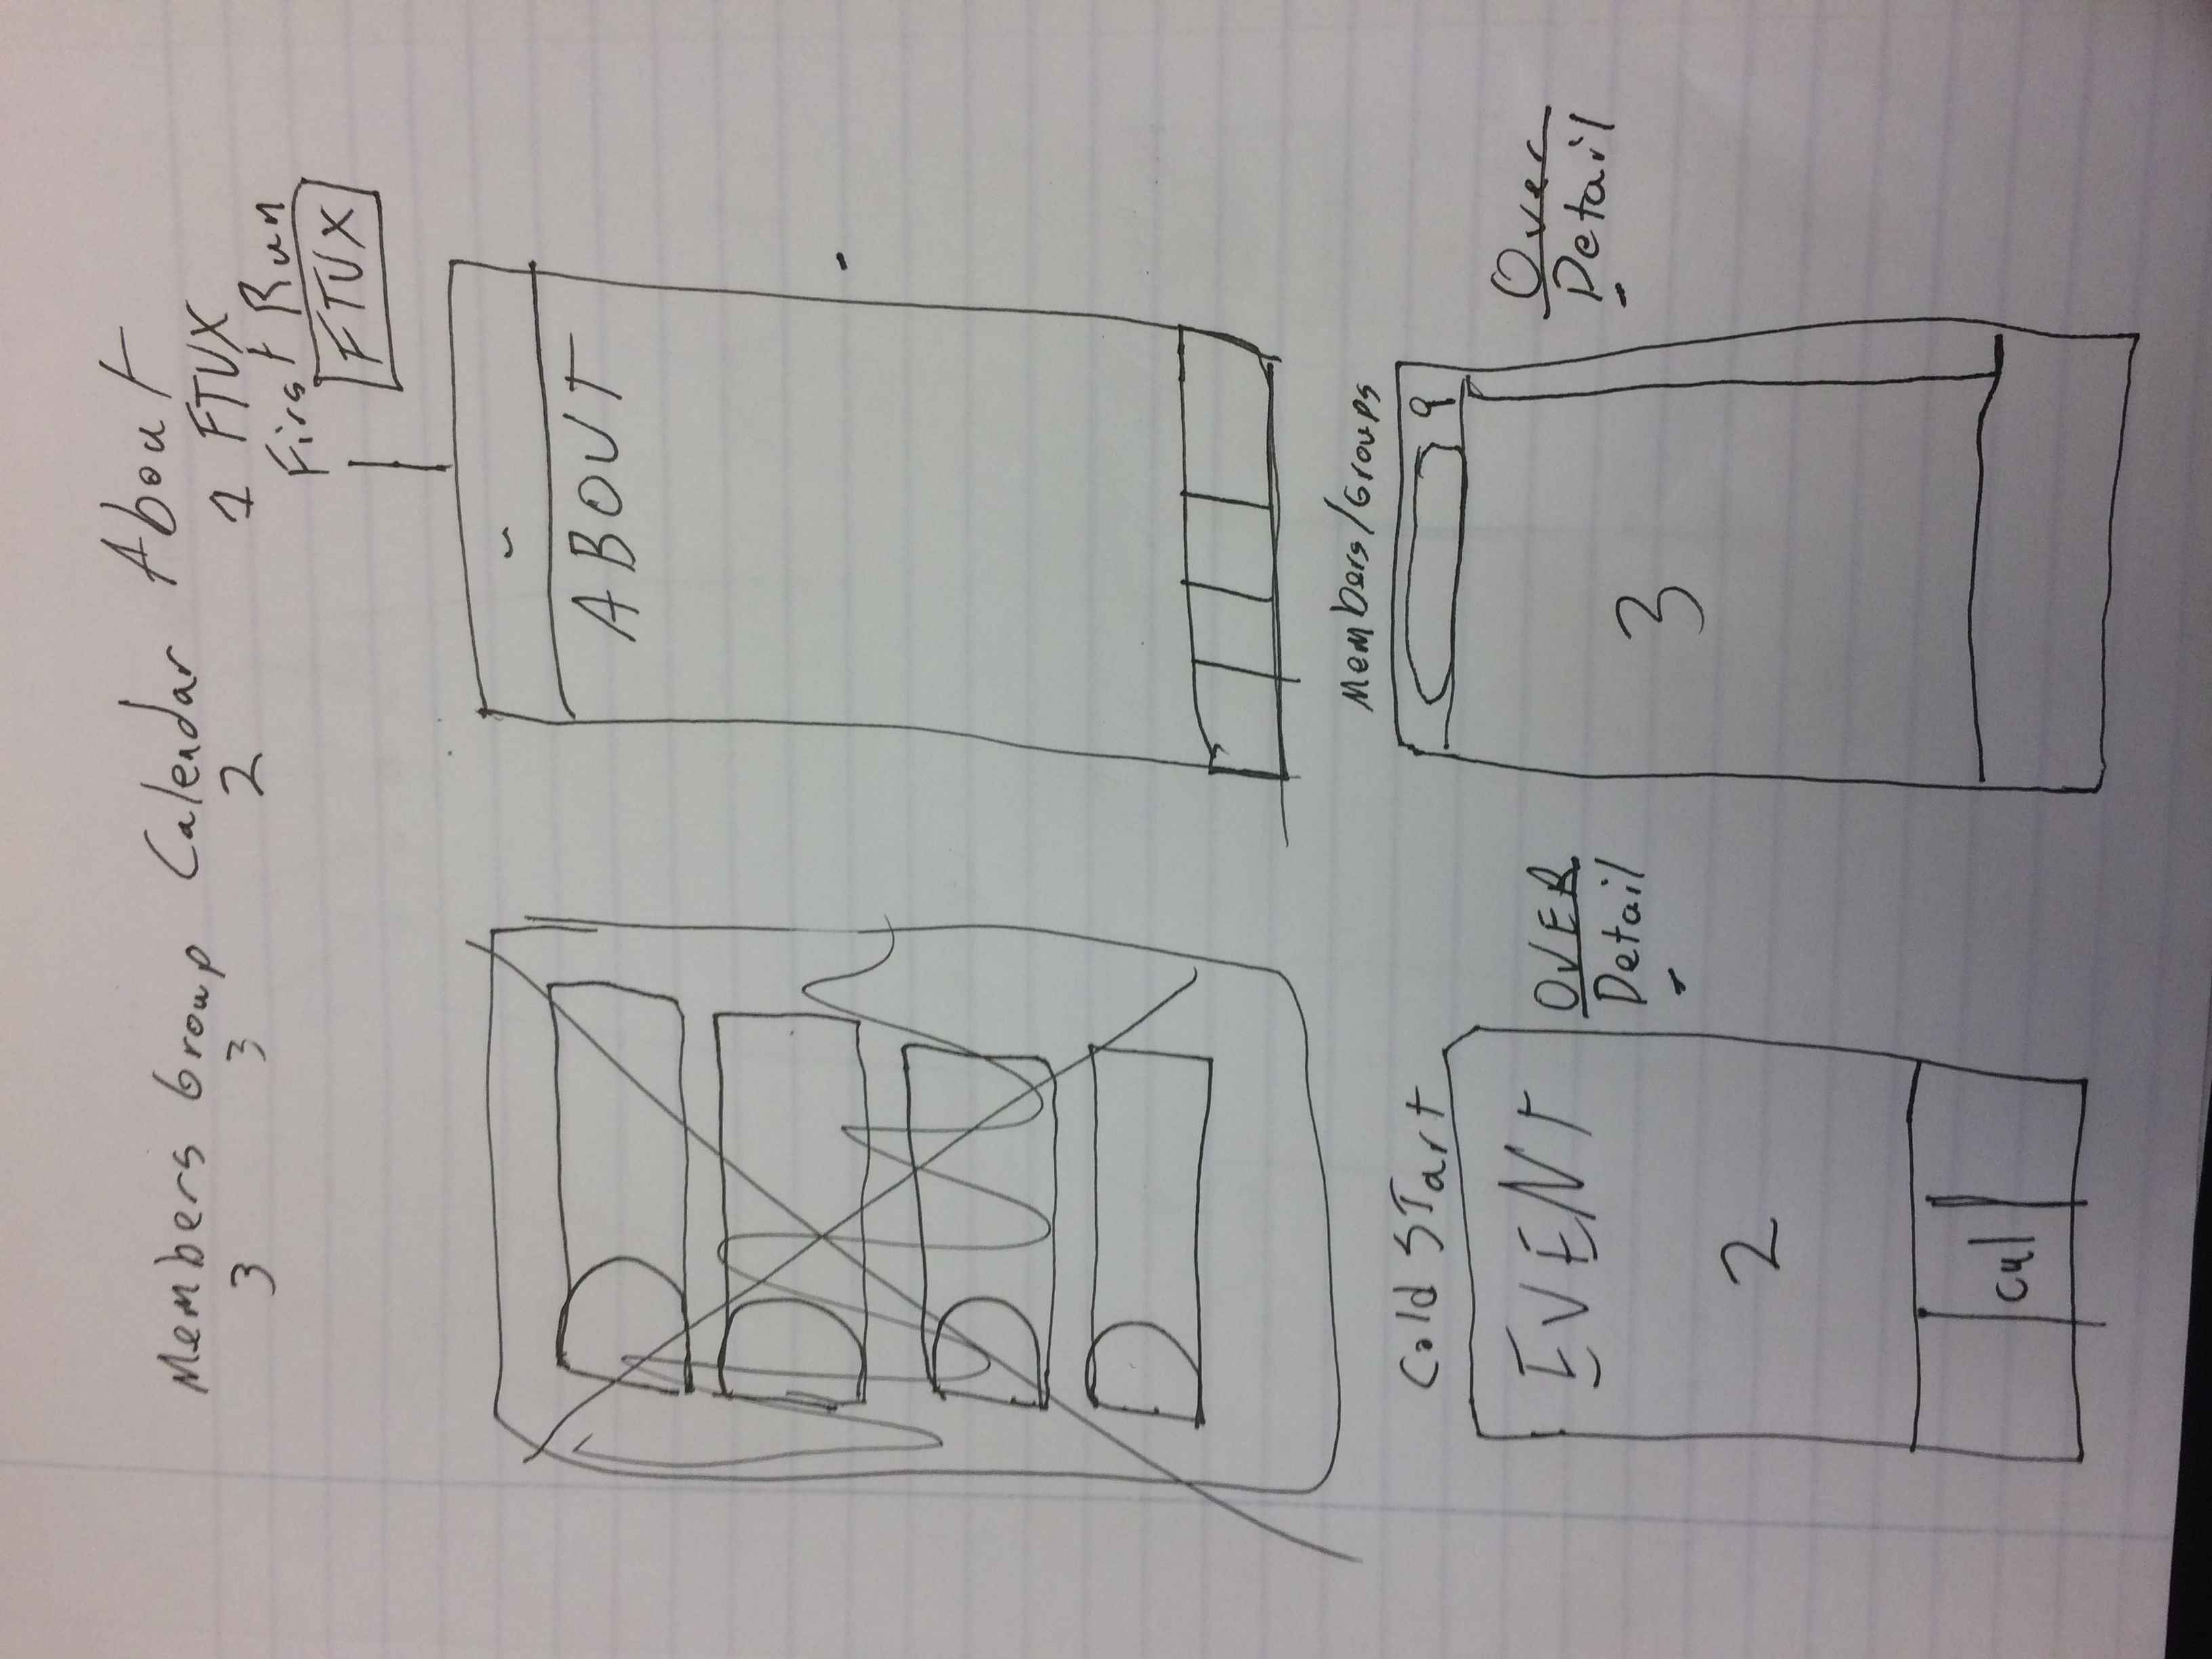 Members Group Calendar About
3 3 2 1 FTUX
First Run
FTUX
ABOUT
Cold Start
EVENT
2
OVER
Detail
cal
Members/Groups
3
Over
Detail